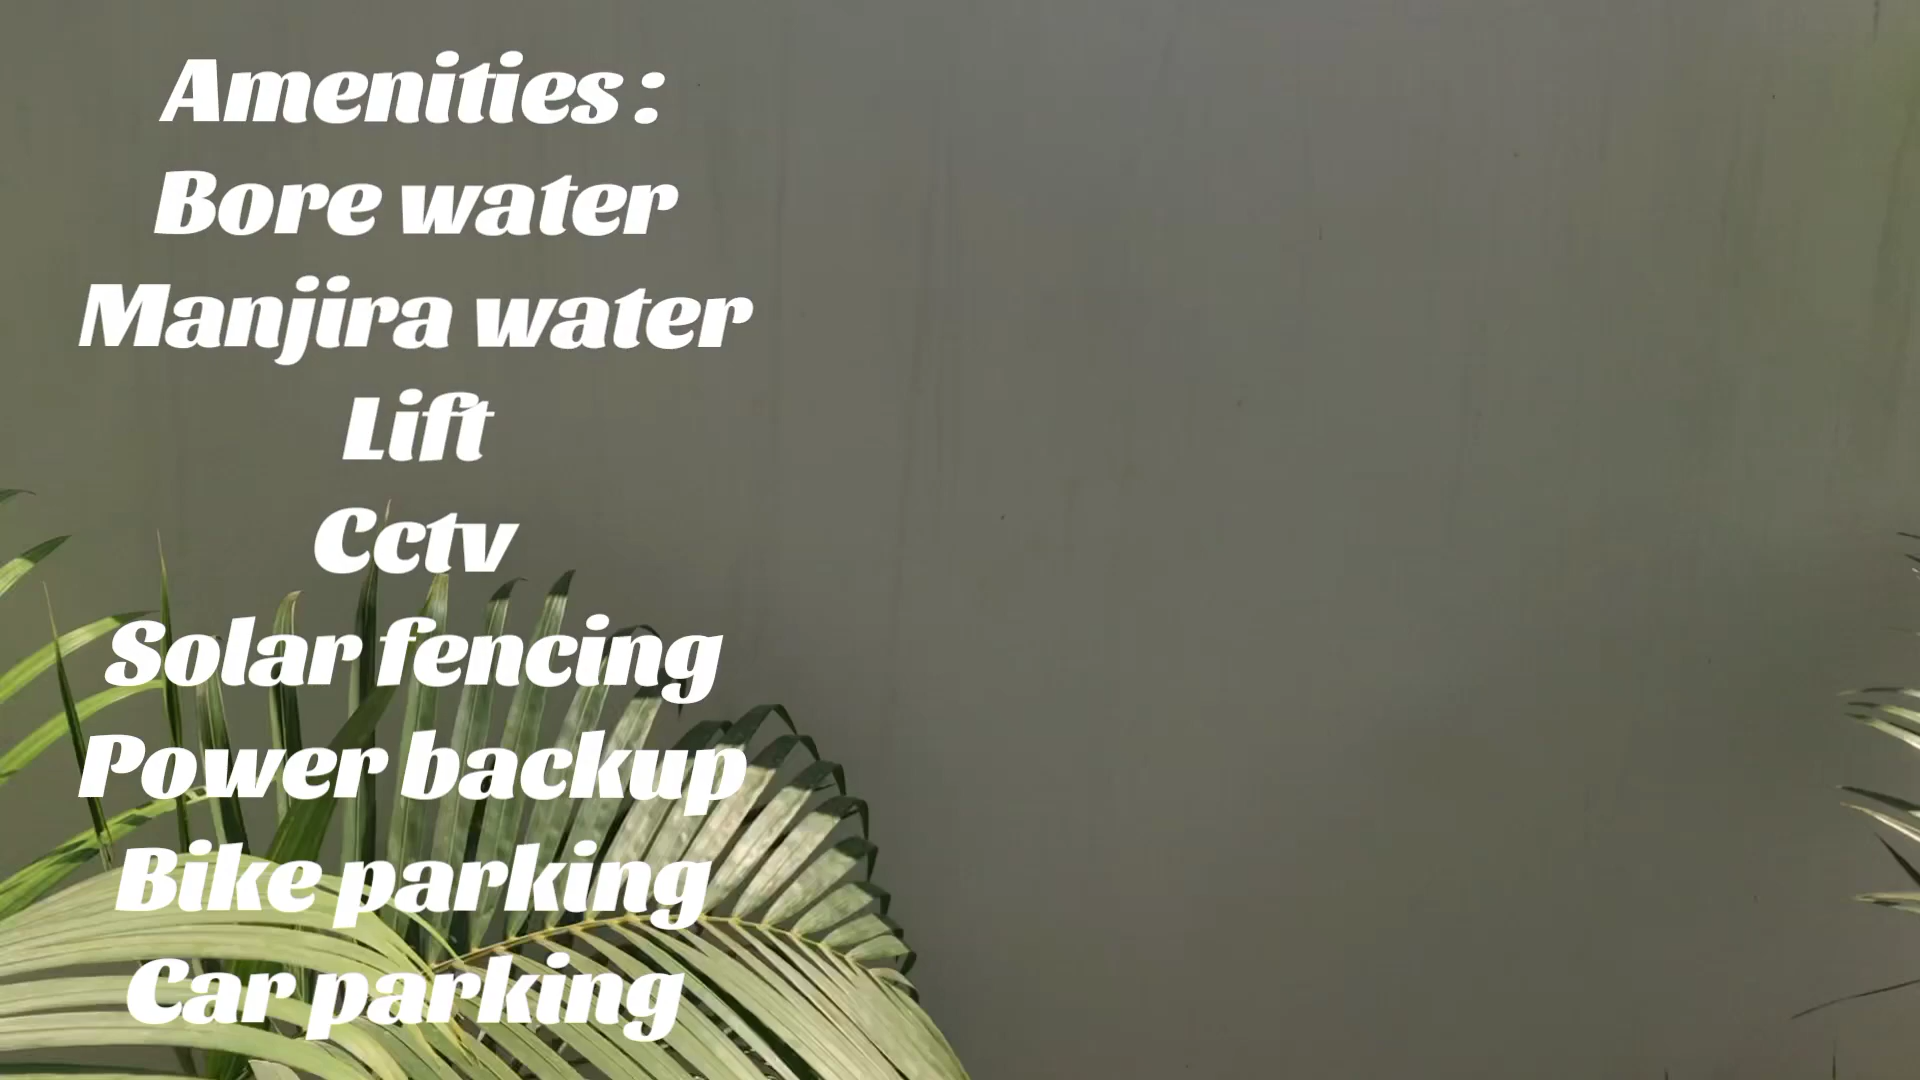 Amenities :
Bore water
Manjira water
Lift
Cctv
Solar fencing
Power backup
Bike parking
Car parking